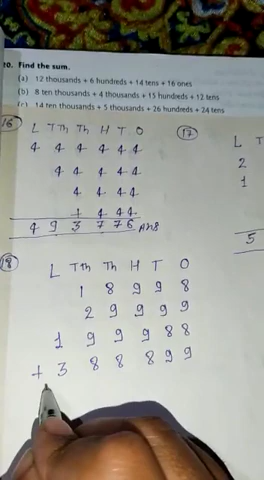 20. Find the sum.
(a) 12 thousands + 6 hundreds + 14 tens + 16 ones
(b) 8 ten thousands + 4 thousands + 15 hundreds + 12 tens
(c) 14 ten thousands + 5 thousands + 26 hundreds + 24 tens
16
L T Th Th H T O
4 4 4 4 4 4
4 4 4 4 4
4 4 4 4
1 4 4 4
4 9 3 7 7 6 Ans
17
L T
2
1
5
18
L TTh Th H T O
1 8 9 9 8
2 9 9 9 9
1 9 9 9 8 8
+ 3 8 8 8 9 9